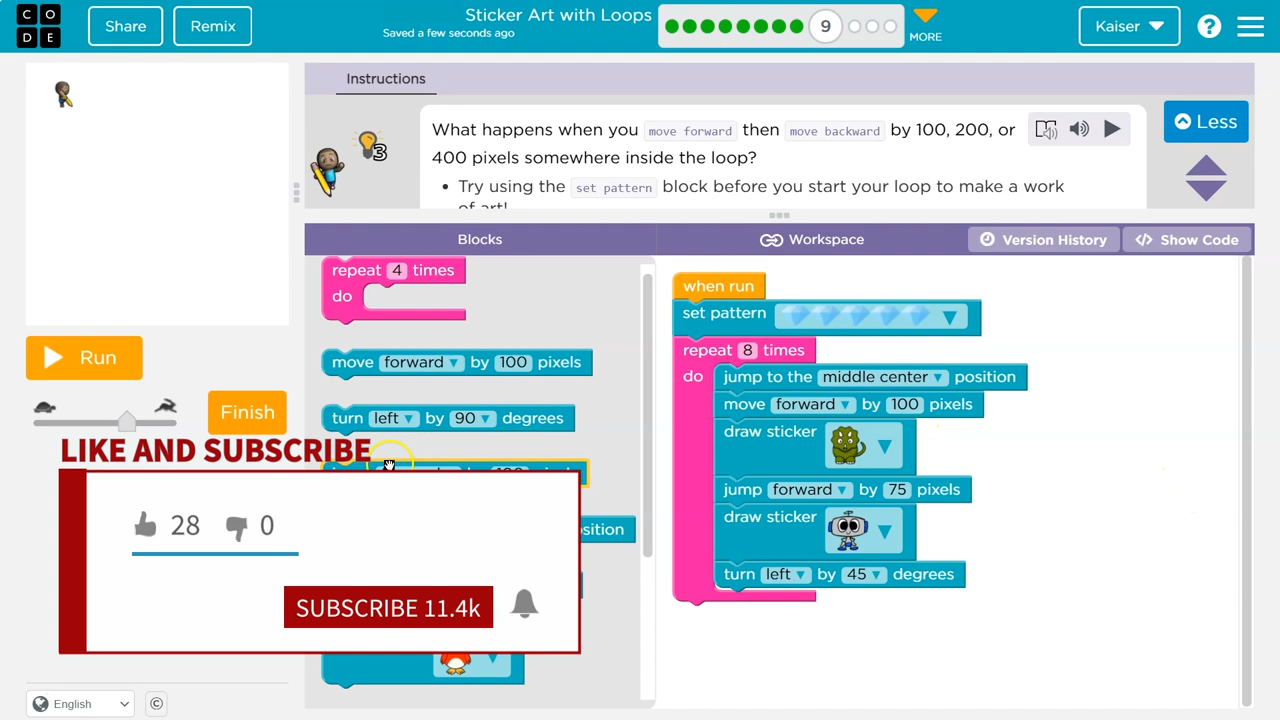 C O
D E
Share
Remix
Sticker Art with Loops
Saved a few seconds ago
9
MORE
Kaiser
?
Instructions
3
What happens when you move forward then move backward by 100, 200, or
400 pixels somewhere inside the loop?
• Try using the set pattern block before you start your loop to make a work
of art!
Less
Blocks
Workspace
Version History
</> Show Code
repeat 4 times
do
move forward by 100 pixels
turn left by 90 degrees
sition
when run
set pattern
repeat 8 times
do
jump to the middle center position
move forward by 100 pixels
draw sticker
jump forward by 75 pixels
draw sticker
turn left by 45 degrees
Run
Finish
LIKE AND SUBSCRIBE
28
0
SUBSCRIBE 11.4k
English
©